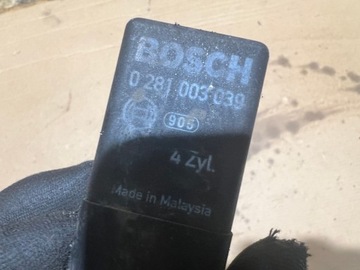 BOSCH
0 281 003 039
905
4 Zyl.
Made in Malaysia